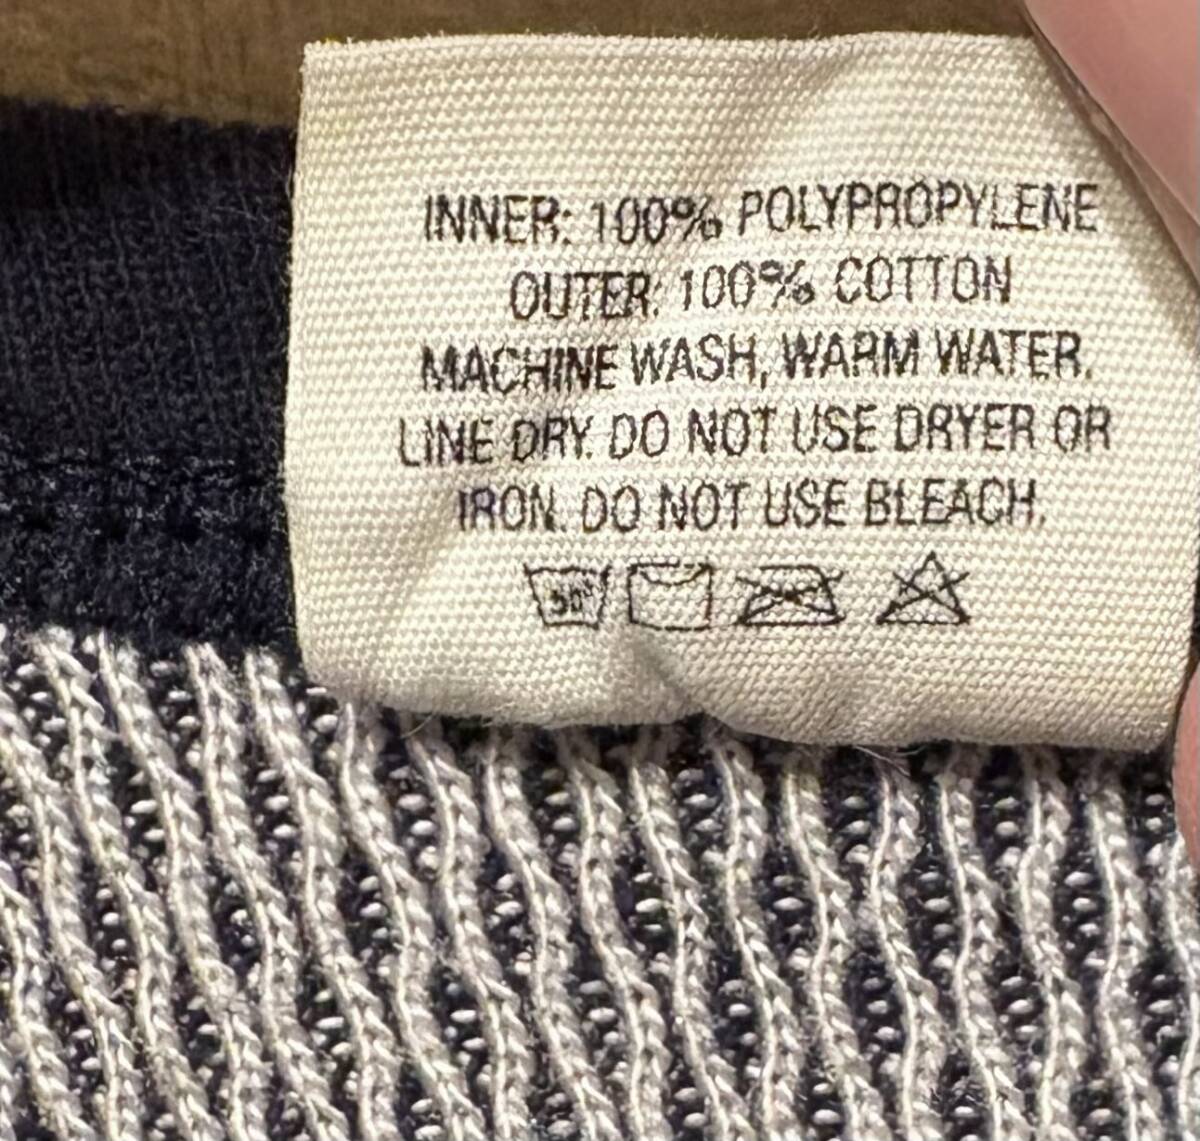 INNER: 100% POLYPROPYLENE
OUTER: 100% COTTON
MACHINE WASH, WARM WATER.
LINE DRY. DO NOT USE DRYER OR
IRON. DO NOT USE BLEACH.
30°